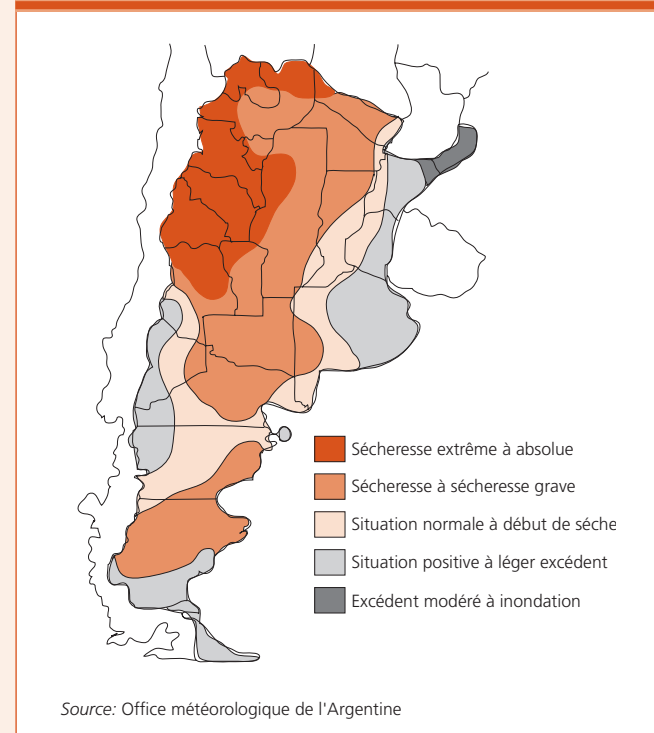 Sécheresse extrême à absolue
Sécheresse à sécheresse grave
Situation normale à début de séche
Situation positive à léger excédent
Excédent modéré à inondation
Source: Office météorologique de l'Argentine